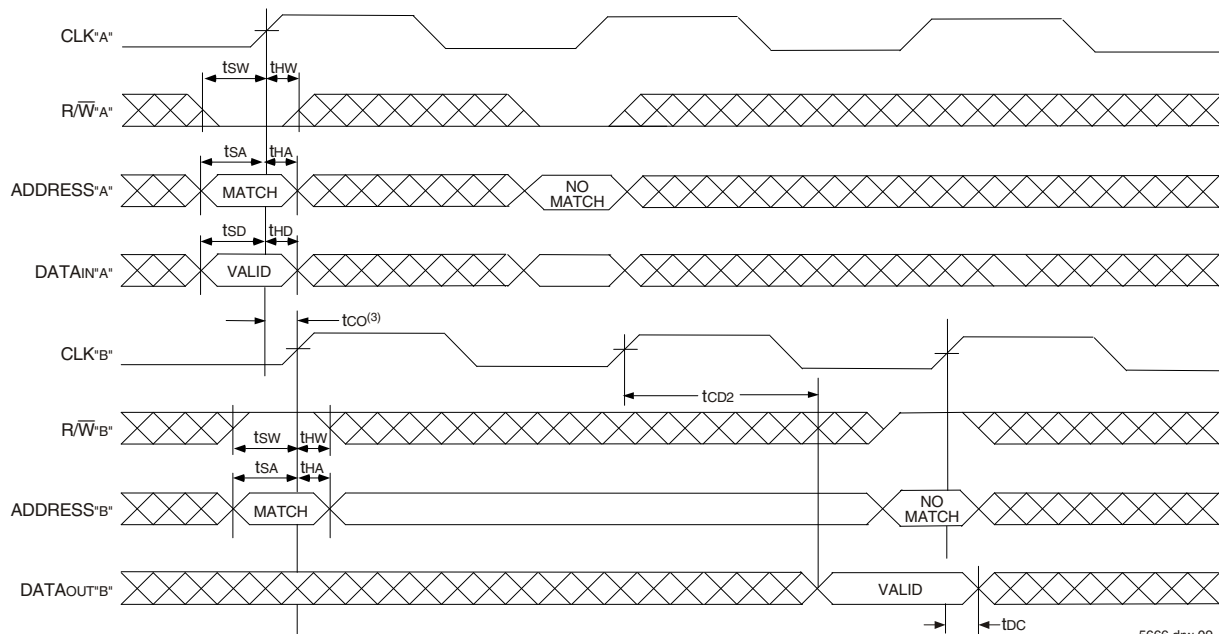 CLK"A"
tSW tHW
R/W"A"
tSA tHA
ADDRESS"A" MATCH NO MATCH
tSD tHD
DATAIN"A" VALID
tCO(3)
CLK"B"
tCD2
R/W"B"
tSW tHW
tSA tHA
ADDRESS"B" MATCH NO MATCH
DATAOUT"B" VALID
tDC